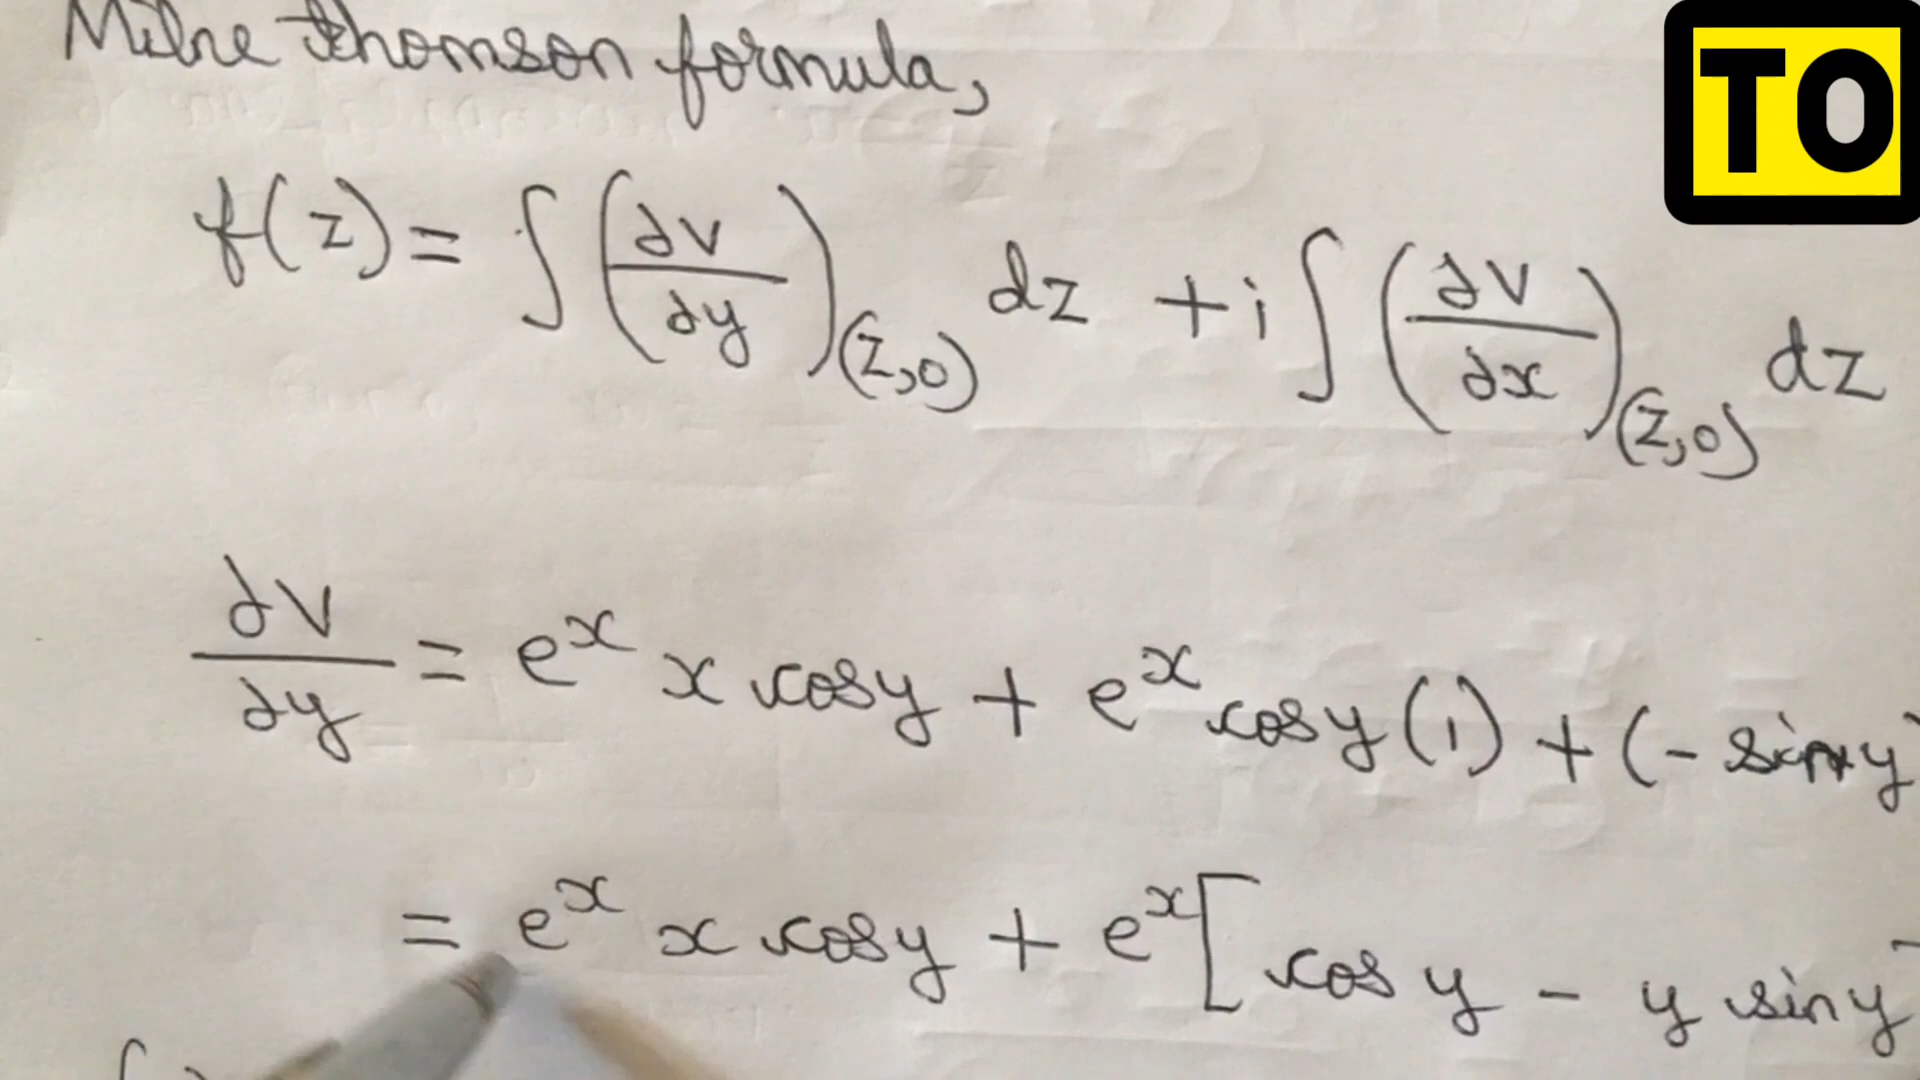 Milne Thomson formula,
TO
f(z) = ∫(∂v/∂y)(z,0) dz + i∫(∂v/∂x)(z,0) dz
∂v/∂y = e^x x cosy + e^x cosy(1) + (- siny
= e^x x cosy + e^x [cos y - y siny